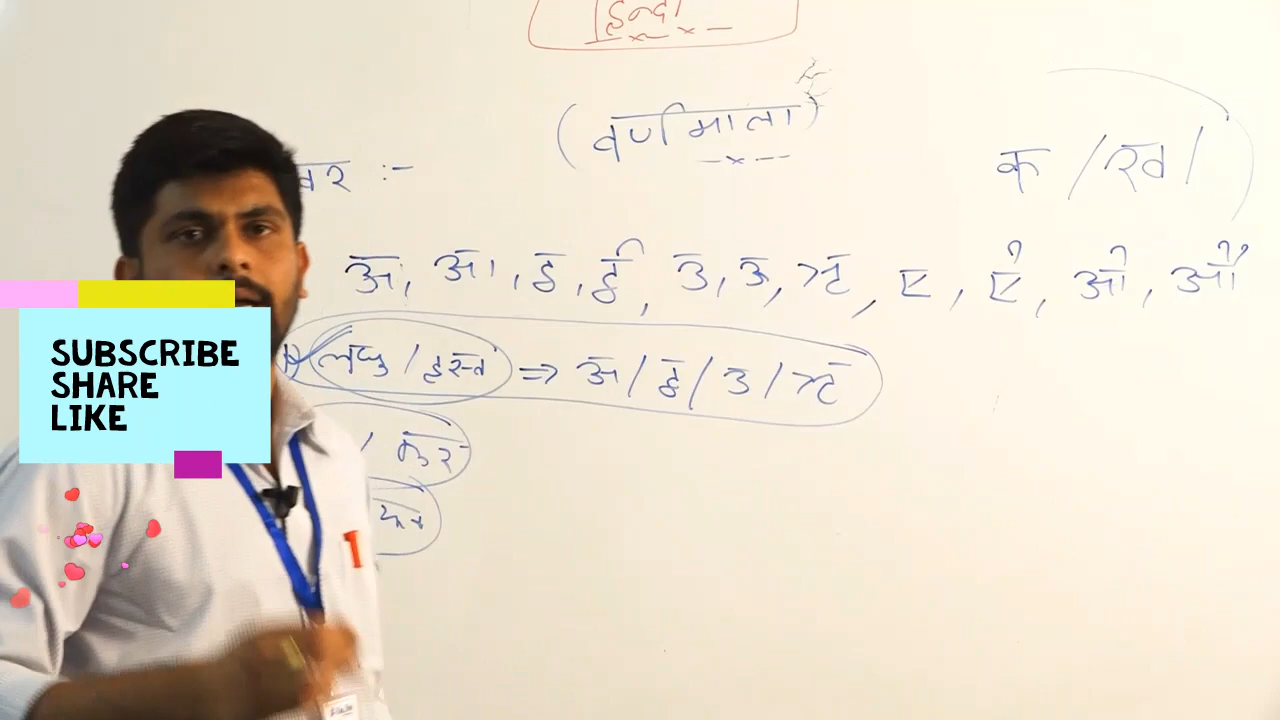 हिन्दी
(वर्णमाला)
स्वर :-
क / ख /
अ, आ, इ, ई, उ, ऊ, ऋ, ए, ऐ, ओ, औ
लघु / ह्रस्व ⇒ अ / इ / उ / ऋ
SUBSCRIBE
SHARE
LIKE